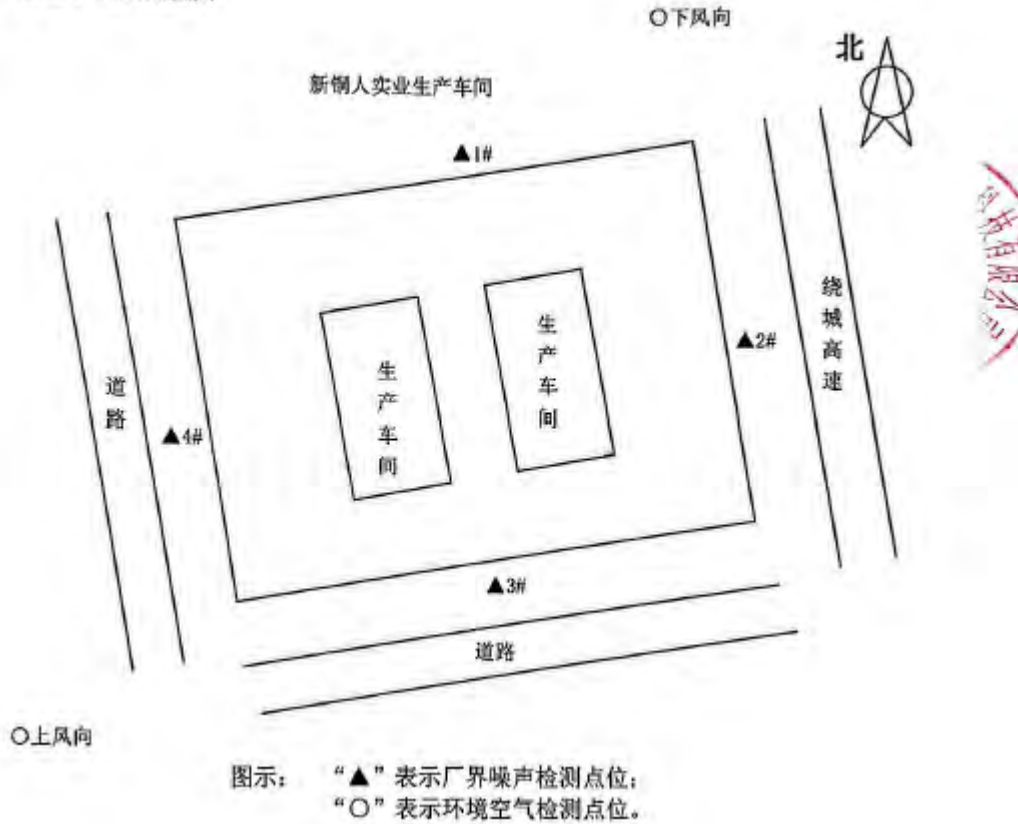 ○下风向
北
新钢人实业生产车间
▲1#
绕城高速
生产车间
▲2#
生产车间
道路
▲4#
▲3#
道路
○上风向
图示： “▲”表示厂界噪声检测点位；
“○”表示环境空气检测点位。